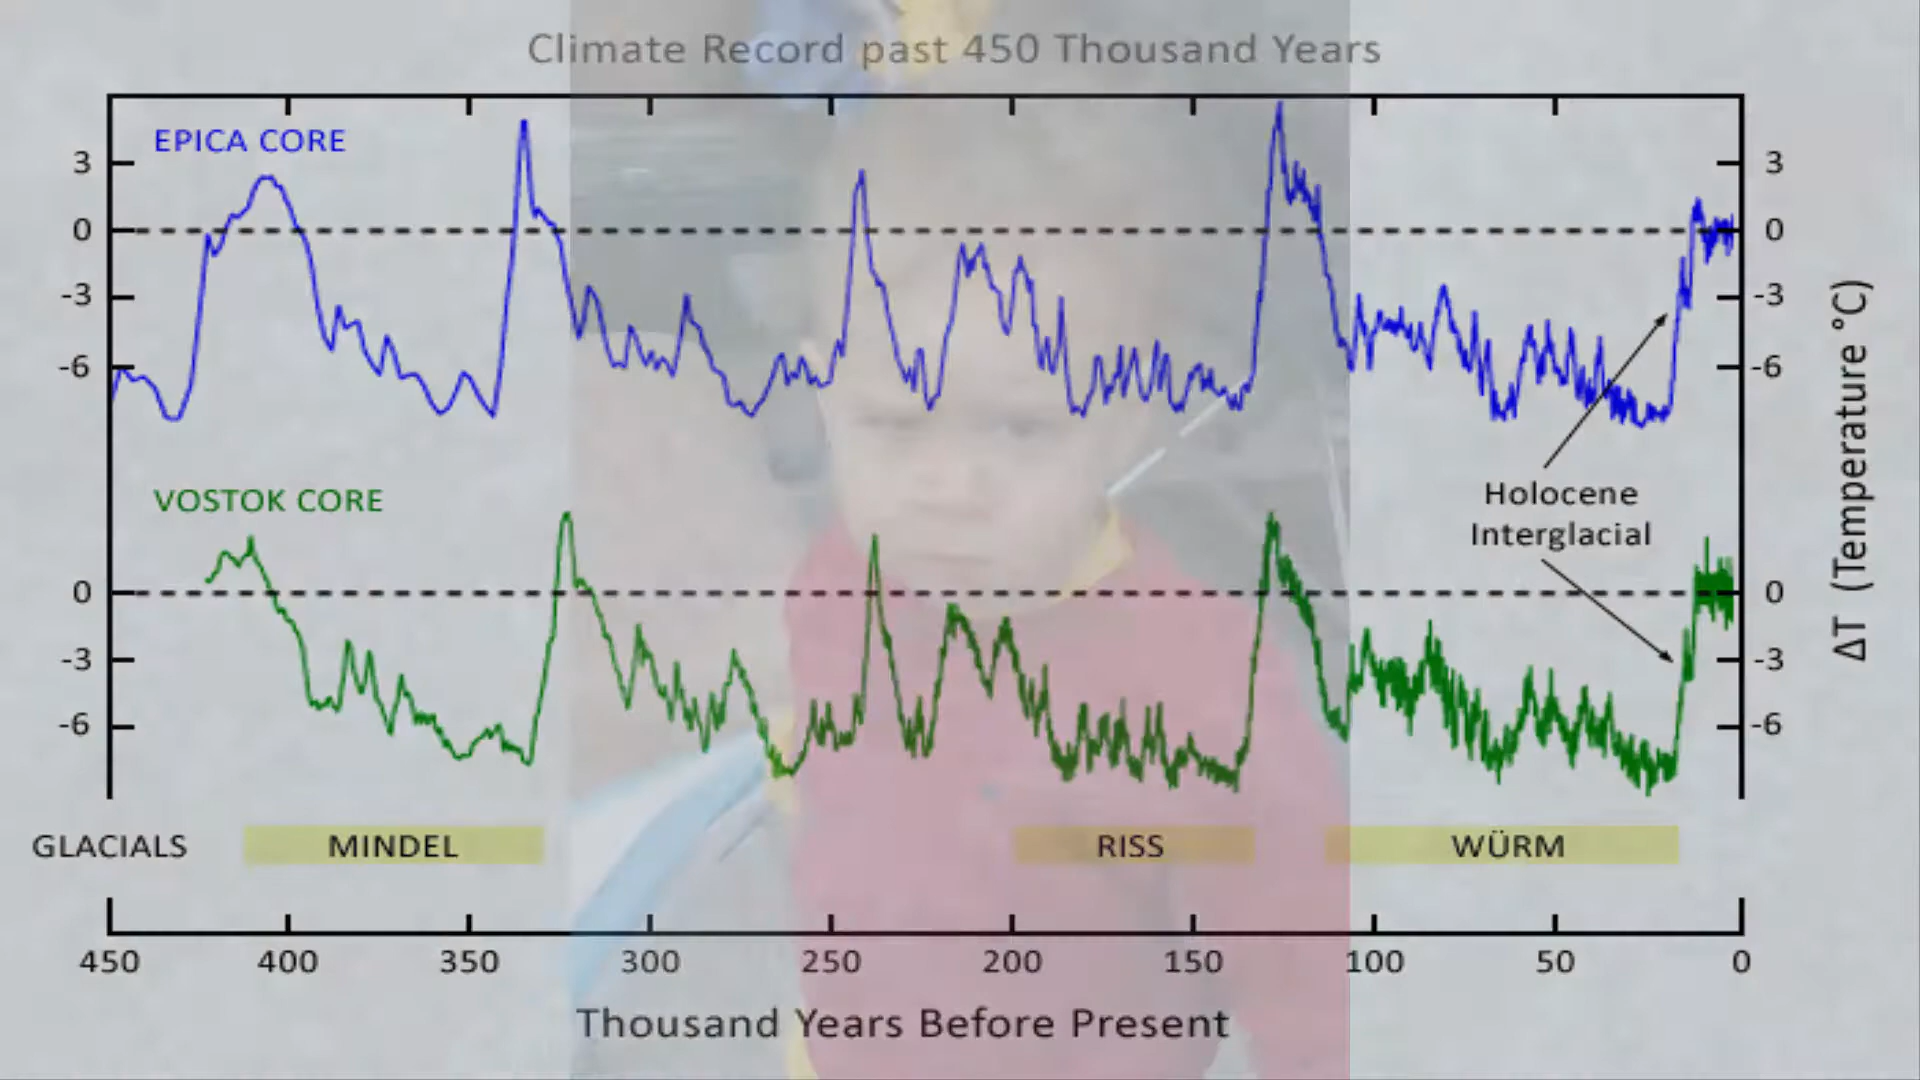 Climate Record past 450 Thousand Years
EPICA CORE
3
0
-3
-6
3
0
-3
-6
VOSTOK CORE
0
-3
-6
0
-3
-6
Holocene
Interglacial
ΔT (Temperature °C)
GLACIALS MINDEL RISS WÜRM
450 400 350 300 250 200 150 100 50 0
Thousand Years Before Present